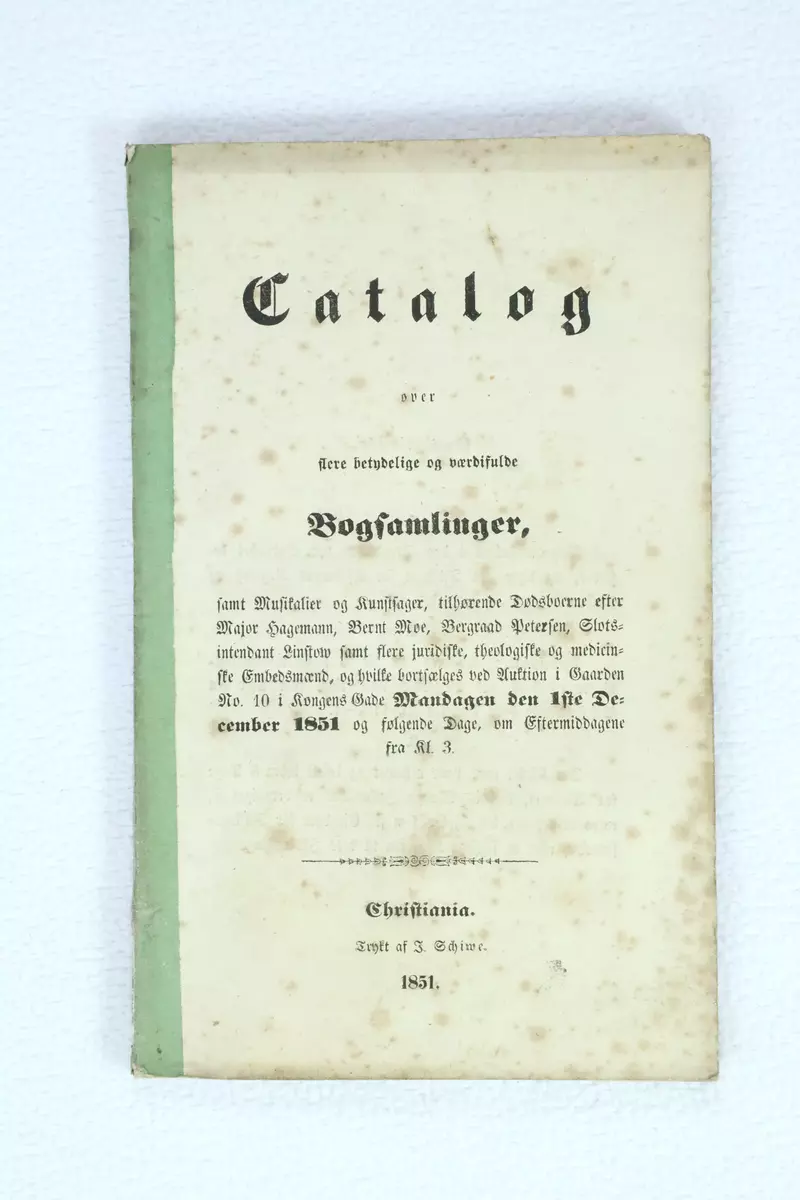 Catalog
over
flere betydelige og værdifulde
Bogsamlinger,
samt Musikalier og Kunstsager, tilhørende Dødsboerne efter
Major Hagemann, Bernt Moe, Bergraad Petersen, Slots-
intendant Linstow samt flere juridiske, theologiske og medicin-
ske Embedsmænd, og hvilke bortsælges ved Auktion i Gaarden
No. 10 i Kongens Gade Mandagen den 1ste De-
cember 1851 og følgende Dage, om Eftermiddagene
fra Kl. 3.
Christiania.
Trykt af J. Schiwe.
1851.